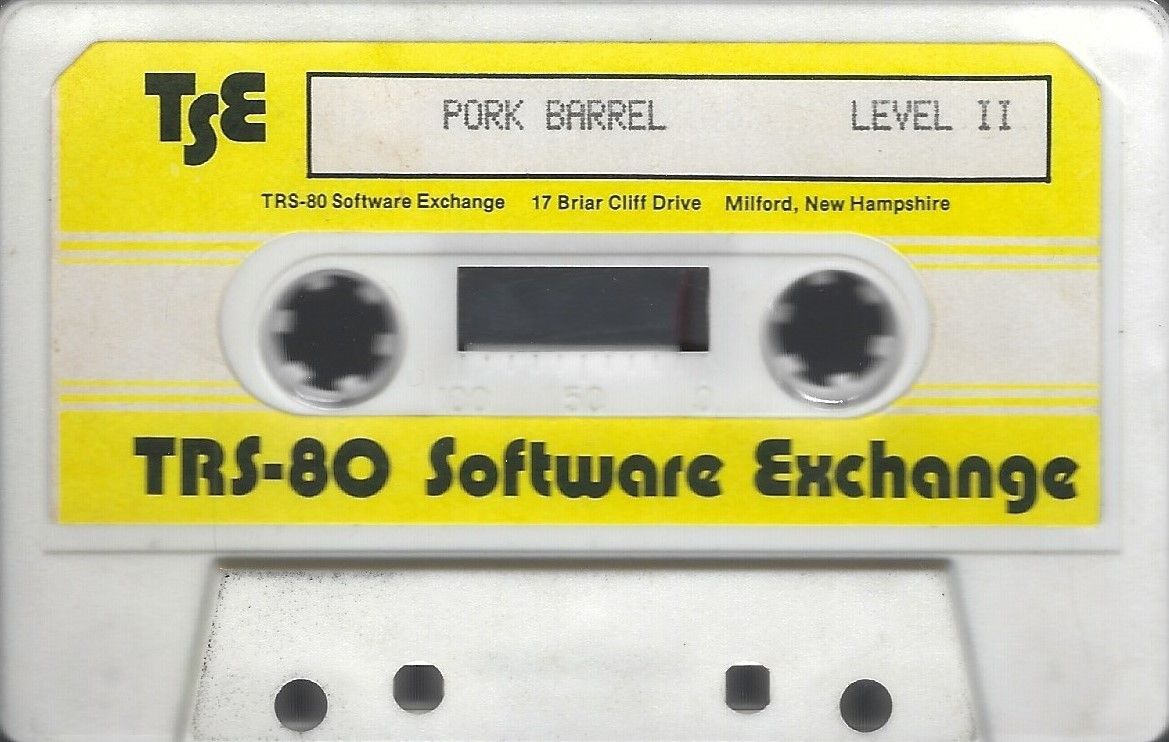 TSE
PORK BARREL LEVEL II
TRS-80 Software Exchange 17 Briar Cliff Drive Milford, New Hampshire
100 50 0
TRS-80 Software Exchange